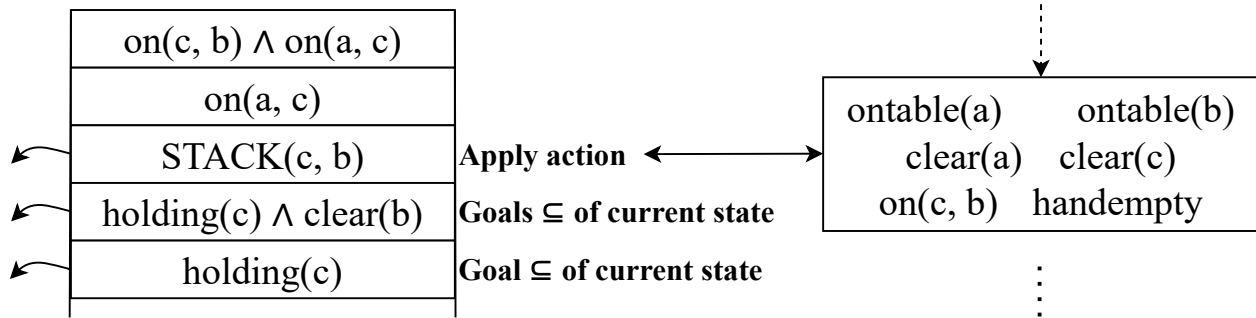 on(c, b) ∧ on(a, c)
on(a, c)
STACK(c, b) Apply action
holding(c) ∧ clear(b) Goals ⊆ of current state
holding(c) Goal ⊆ of current state
ontable(a) ontable(b)
clear(a) clear(c)
on(c, b) handempty